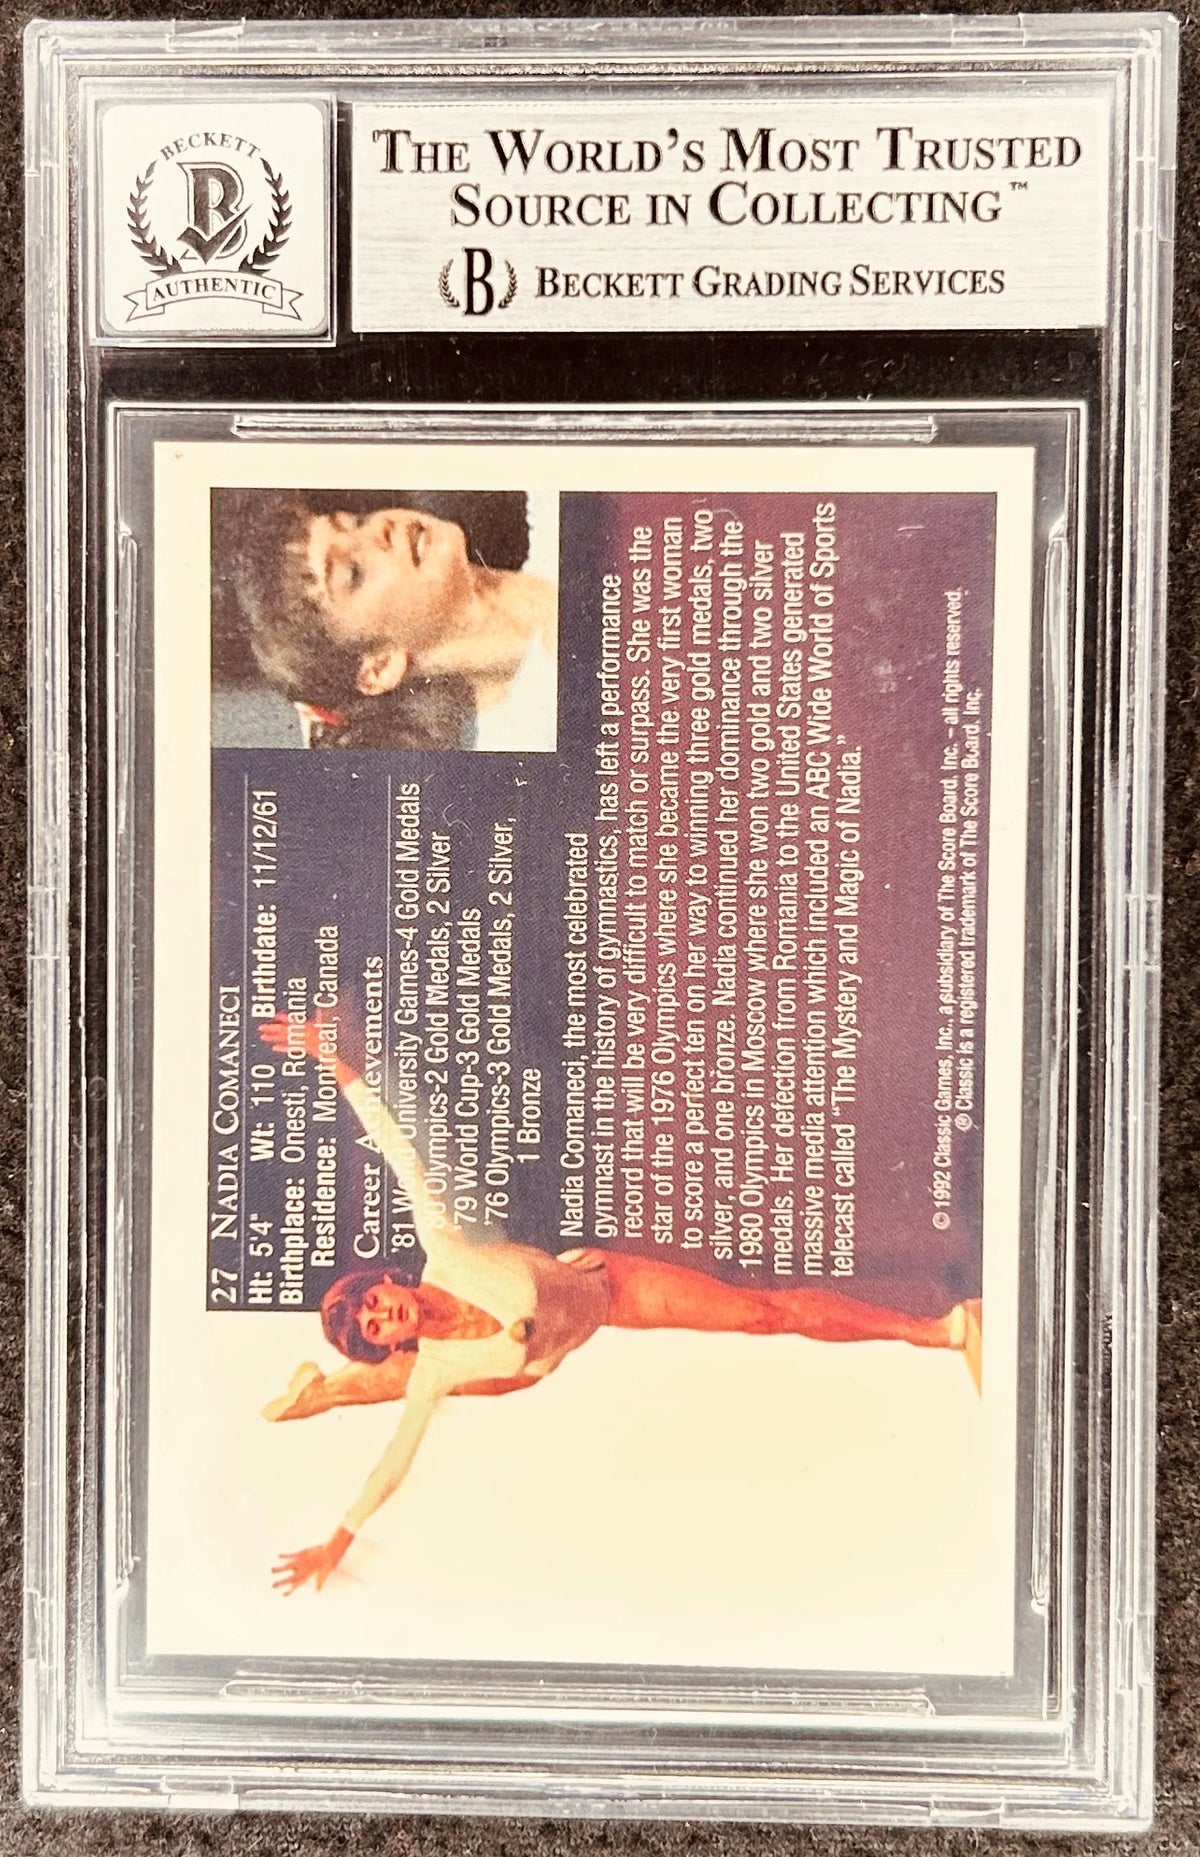 BECKETT
B
AUTHENTIC
THE WORLD'S MOST TRUSTED
SOURCE IN COLLECTING™
B BECKETT GRADING SERVICES
27 NADIA COMANECI
Ht: 5'4" Wt: 110 Birthdate: 11/12/61
Birthplace: Onesti, Romania
Residence: Montreal, Canada
Career Achievements
'81 World University Games-4 Gold Medals
'80 Olympics-2 Gold Medals, 2 Silver
'79 World Cup-3 Gold Medals
'76 Olympics-3 Gold Medals, 2 Silver,
1 Bronze
Nadia Comaneci, the most celebrated
gymnast in the history of gymnastics, has left a performance
record that will be very difficult to match or surpass. She was the
star of the 1976 Olympics where she became the very first woman
to score a perfect ten on her way to winning three gold medals, two
silver, and one bronze. Nadia continued her dominance through the
1980 Olympics in Moscow where she won two gold and two silver
medals. Her defection from Romania to the United States generated
massive media attention which included an ABC Wide World of Sports
telecast called "The Mystery and Magic of Nadia."
© 1992 Classic Games, Inc., a subsidiary of The Score Board, Inc. – all rights reserved.
® Classic is a registered trademark of The Score Board, Inc.